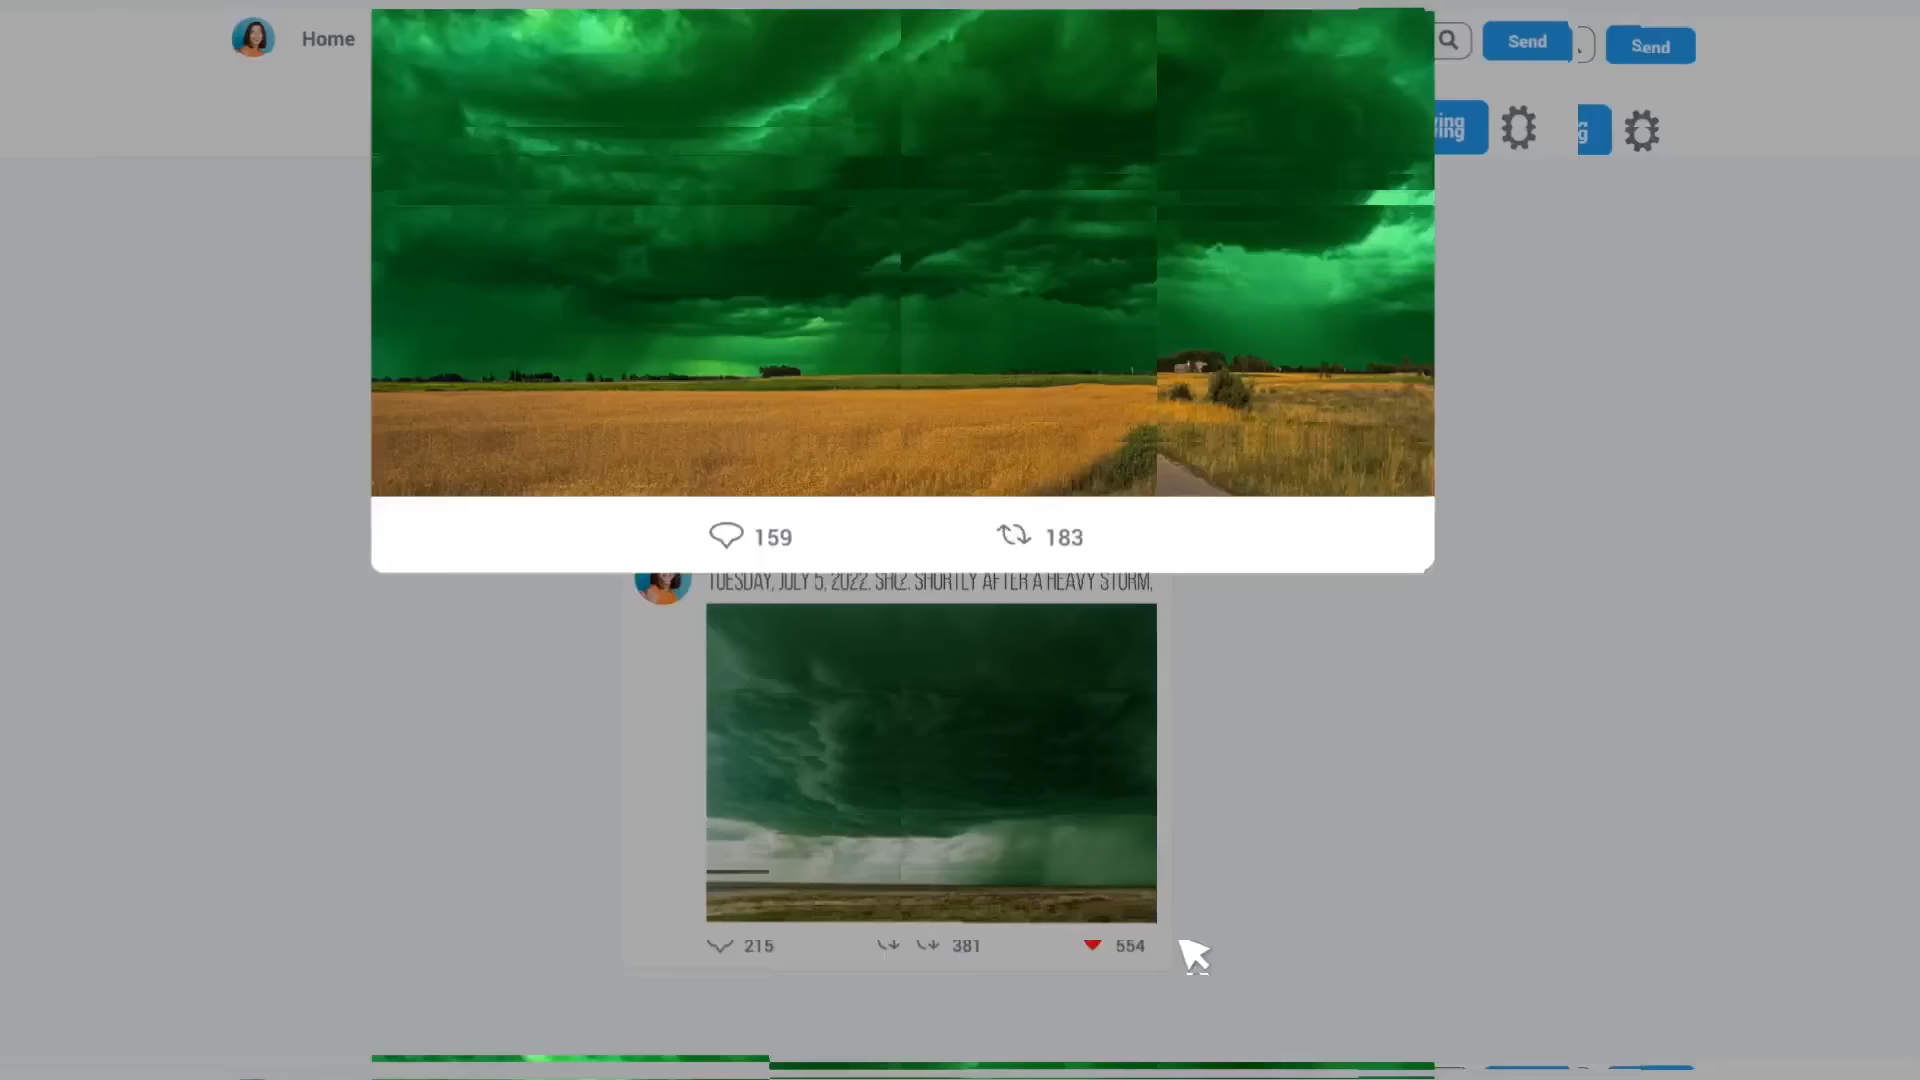 Home
Send
Send
159
183
TUESDAY, JULY 5, 2022. SHORTLY AFTER A HEAVY STORM,
215
381
554